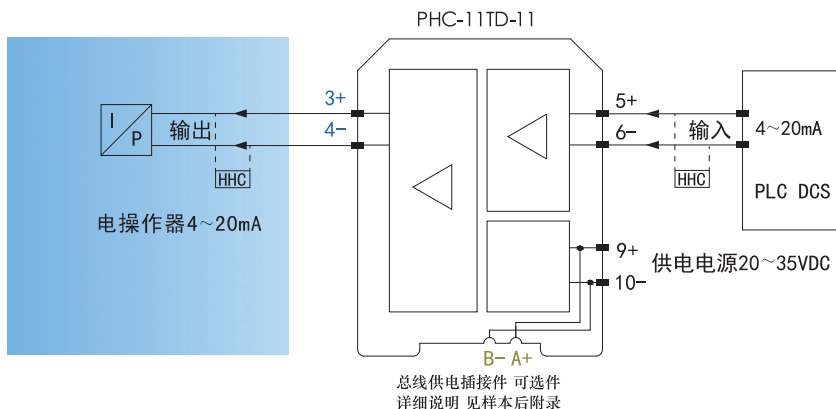 PHC-11TD-11
I
P
输出
HHC
电操作器4～20mA
3+
4-
5+
6-
输入
HHC
4～20mA
PLC DCS
9+
10-
供电电源20～35VDC
B- A+
总线供电插接件 可选件
详细说明 见样本后附录